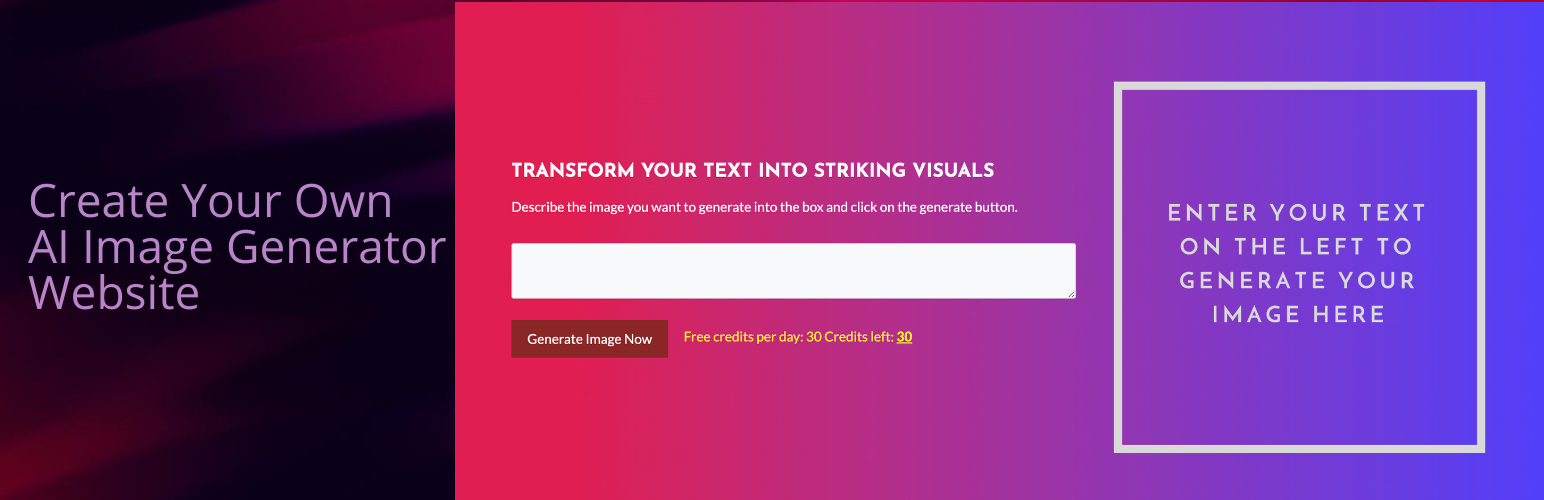 Create Your Own
AI Image Generator
Website
TRANSFORM YOUR TEXT INTO STRIKING VISUALS
Describe the image you want to generate into the box and click on the generate button.
Generate Image Now
Free credits per day: 30 Credits left: 30
ENTER YOUR TEXT
ON THE LEFT TO
GENERATE YOUR
IMAGE HERE